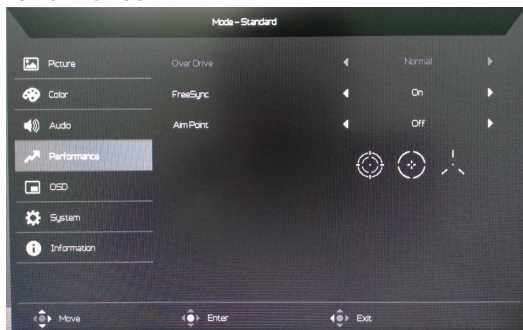 Mode - Standard
Picture
Over Drive
Normal
Color
FreeSync
On
Audio
Aim Point
Off
Performance
OSD
System
Information
Move
Enter
Exit